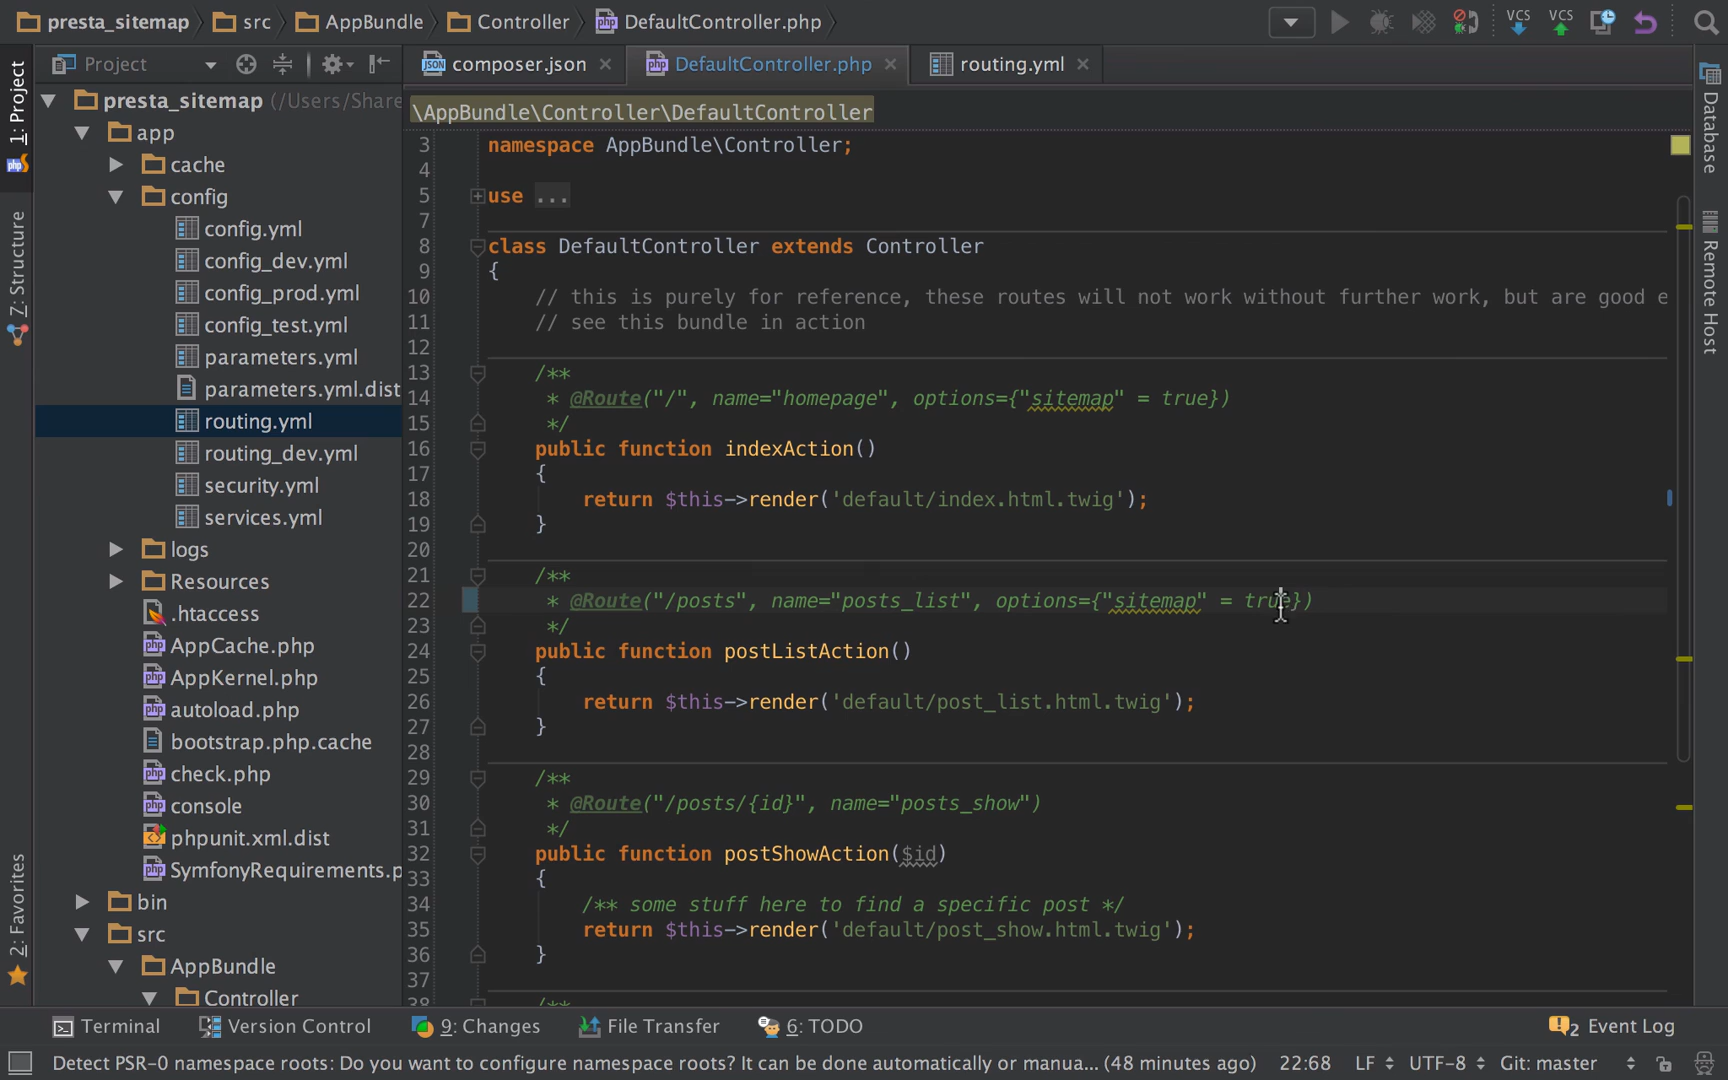 presta_sitemap src AppBundle Controller DefaultController.php
VCS VCS
Project
composer.json DefaultController.php routing.yml
1: Project
7: Structure
2: Favorites
presta_sitemap (/Users/Share
app
cache
config
config.yml
config_dev.yml
config_prod.yml
config_test.yml
parameters.yml
parameters.yml.dist
routing.yml
routing_dev.yml
security.yml
services.yml
logs
Resources
.htaccess
AppCache.php
AppKernel.php
autoload.php
bootstrap.php.cache
check.php
console
phpunit.xml.dist
SymfonyRequirements.p
bin
src
AppBundle
Controller
\AppBundle\Controller\DefaultController
3 namespace AppBundle\Controller;
4
5 use ...
7
8 class DefaultController extends Controller
9 {
10 // this is purely for reference, these routes will not work without further work, but are good e
11 // see this bundle in action
12
13 /**
14 * @Route("/", name="homepage", options={"sitemap" = true})
15 */
16 public function indexAction()
17 {
18 return $this->render('default/index.html.twig');
19 }
20
21 /**
22 * @Route("/posts", name="posts_list", options={"sitemap" = true})
23 */
24 public function postListAction()
25 {
26 return $this->render('default/post_list.html.twig');
27 }
28
29 /**
30 * @Route("/posts/{id}", name="posts_show")
31 */
32 public function postShowAction($id)
33 {
34 /** some stuff here to find a specific post */
35 return $this->render('default/post_show.html.twig');
36 }
37
38 /**
Database
Remote Host
Terminal Version Control 9: Changes File Transfer 6: TODO 2 Event Log
Detect PSR-0 namespace roots: Do you want to configure namespace roots? It can be done automatically or manua... (48 minutes ago) 22:68 LF UTF-8 Git: master